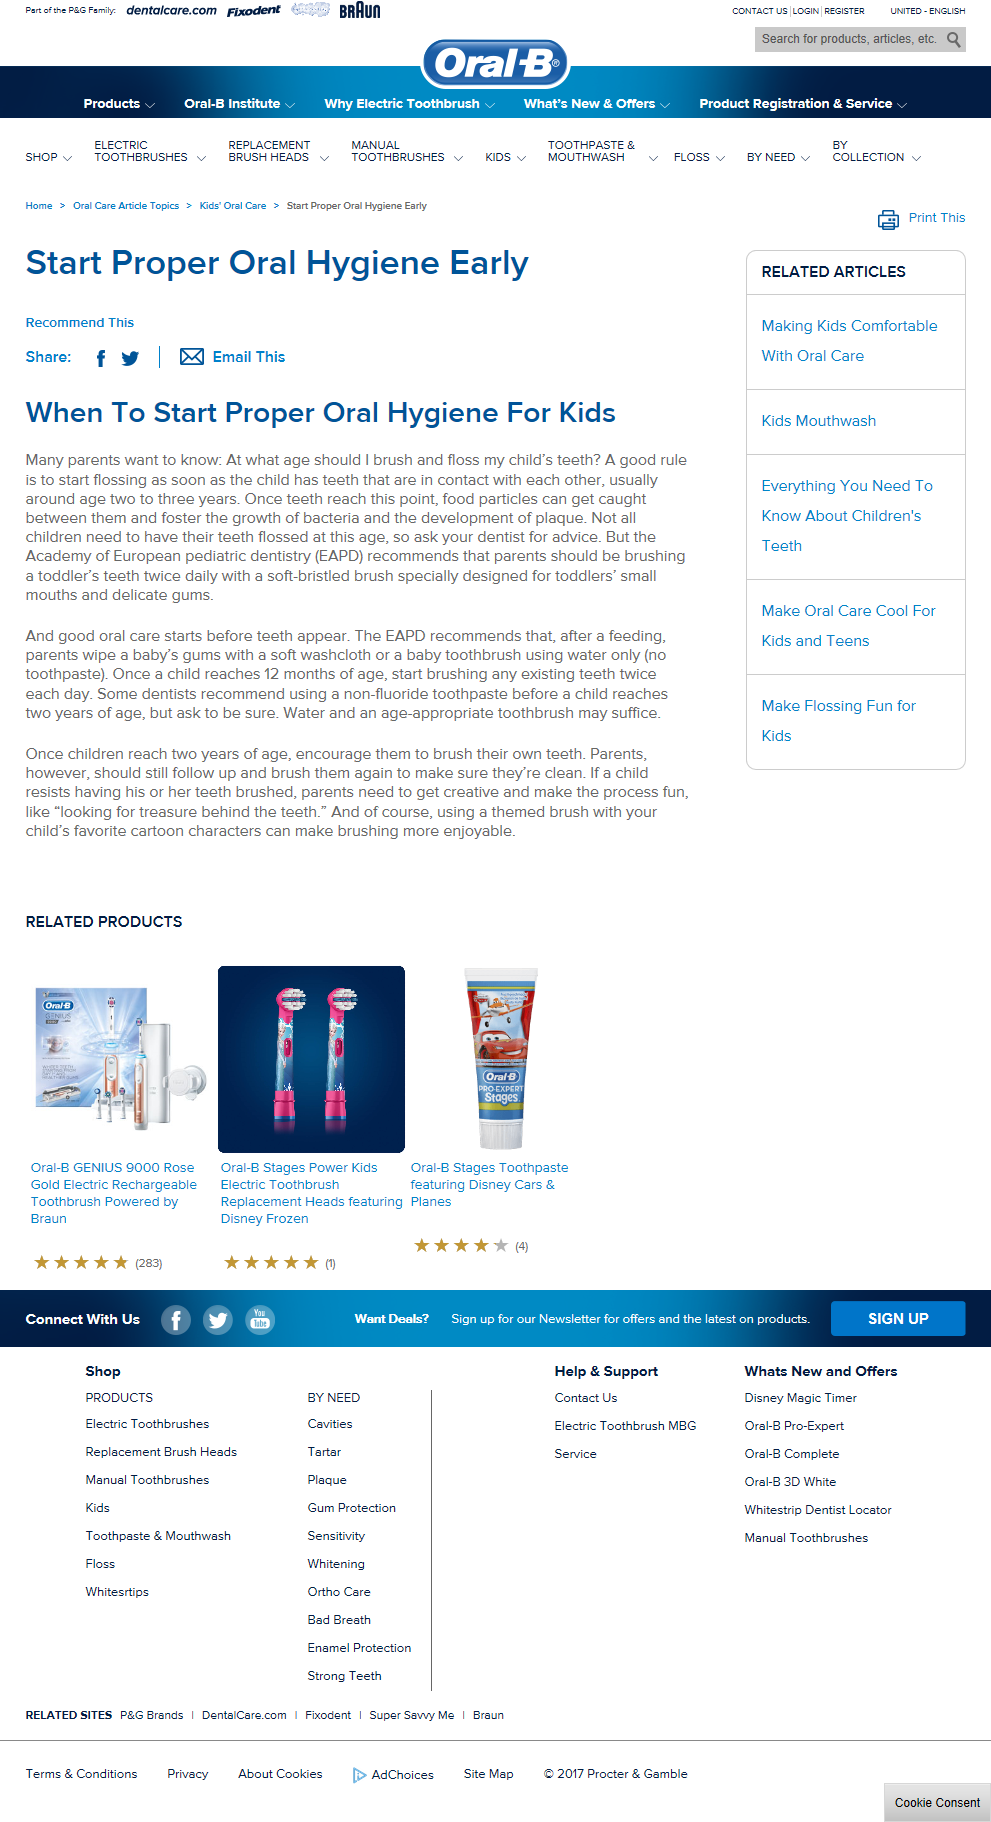 Part of the P&G Family: dentalcare.com Fixodent BRAUN
CONTACT US | LOGIN | REGISTER UNITED - ENGLISH
Search for products, articles, etc.
Oral-B®
Products Oral-B Institute Why Electric Toothbrush What's New & Offers Product Registration & Service
SHOP ELECTRIC TOOTHBRUSHES REPLACEMENT BRUSH HEADS MANUAL TOOTHBRUSHES KIDS TOOTHPASTE & MOUTHWASH FLOSS BY NEED BY COLLECTION
Home > Oral Care Article Topics > Kids' Oral Care > Start Proper Oral Hygiene Early
Print This
Start Proper Oral Hygiene Early
Recommend This
Share: Email This
When To Start Proper Oral Hygiene For Kids
Many parents want to know: At what age should I brush and floss my child's teeth? A good rule
is to start flossing as soon as the child has teeth that are in contact with each other, usually
around age two to three years. Once teeth reach this point, food particles can get caught
between them and foster the growth of bacteria and the development of plaque. Not all
children need to have their teeth flossed at this age, so ask your dentist for advice. But the
Academy of European pediatric dentistry (EAPD) recommends that parents should be brushing
a toddler's teeth twice daily with a soft-bristled brush specially designed for toddlers' small
mouths and delicate gums.
And good oral care starts before teeth appear. The EAPD recommends that, after a feeding,
parents wipe a baby's gums with a soft washcloth or a baby toothbrush using water only (no
toothpaste). Once a child reaches 12 months of age, start brushing any existing teeth twice
each day. Some dentists recommend using a non-fluoride toothpaste before a child reaches
two years of age, but ask to be sure. Water and an age-appropriate toothbrush may suffice.
Once children reach two years of age, encourage them to brush their own teeth. Parents,
however, should still follow up and brush them again to make sure they're clean. If a child
resists having his or her teeth brushed, parents need to get creative and make the process fun,
like "looking for treasure behind the teeth." And of course, using a themed brush with your
child's favorite cartoon characters can make brushing more enjoyable.
RELATED ARTICLES
Making Kids Comfortable
With Oral Care
Kids Mouthwash
Everything You Need To
Know About Children's
Teeth
Make Oral Care Cool For
Kids and Teens
Make Flossing Fun for
Kids
RELATED PRODUCTS
Oral-B
GENIUS
Oral-B
PRO-EXPERT
Stages
Oral-B GENIUS 9000 Rose
Gold Electric Rechargeable
Toothbrush Powered by
Braun
(283)
Oral-B Stages Power Kids
Electric Toothbrush
Replacement Heads featuring
Disney Frozen
(1)
Oral-B Stages Toothpaste
featuring Disney Cars &
Planes
(4)
Connect With Us You Tube Want Deals? Sign up for our Newsletter for offers and the latest on products. SIGN UP
Shop
PRODUCTS
Electric Toothbrushes
Replacement Brush Heads
Manual Toothbrushes
Kids
Toothpaste & Mouthwash
Floss
Whitesrtips
BY NEED
Cavities
Tartar
Plaque
Gum Protection
Sensitivity
Whitening
Ortho Care
Bad Breath
Enamel Protection
Strong Teeth
Help & Support
Contact Us
Electric Toothbrush MBG
Service
Whats New and Offers
Disney Magic Timer
Oral-B Pro-Expert
Oral-B Complete
Oral-B 3D White
Whitestrip Dentist Locator
Manual Toothbrushes
RELATED SITES P&G Brands | DentalCare.com | Fixodent | Super Savvy Me | Braun
Terms & Conditions Privacy About Cookies AdChoices Site Map © 2017 Procter & Gamble
Cookie Consent